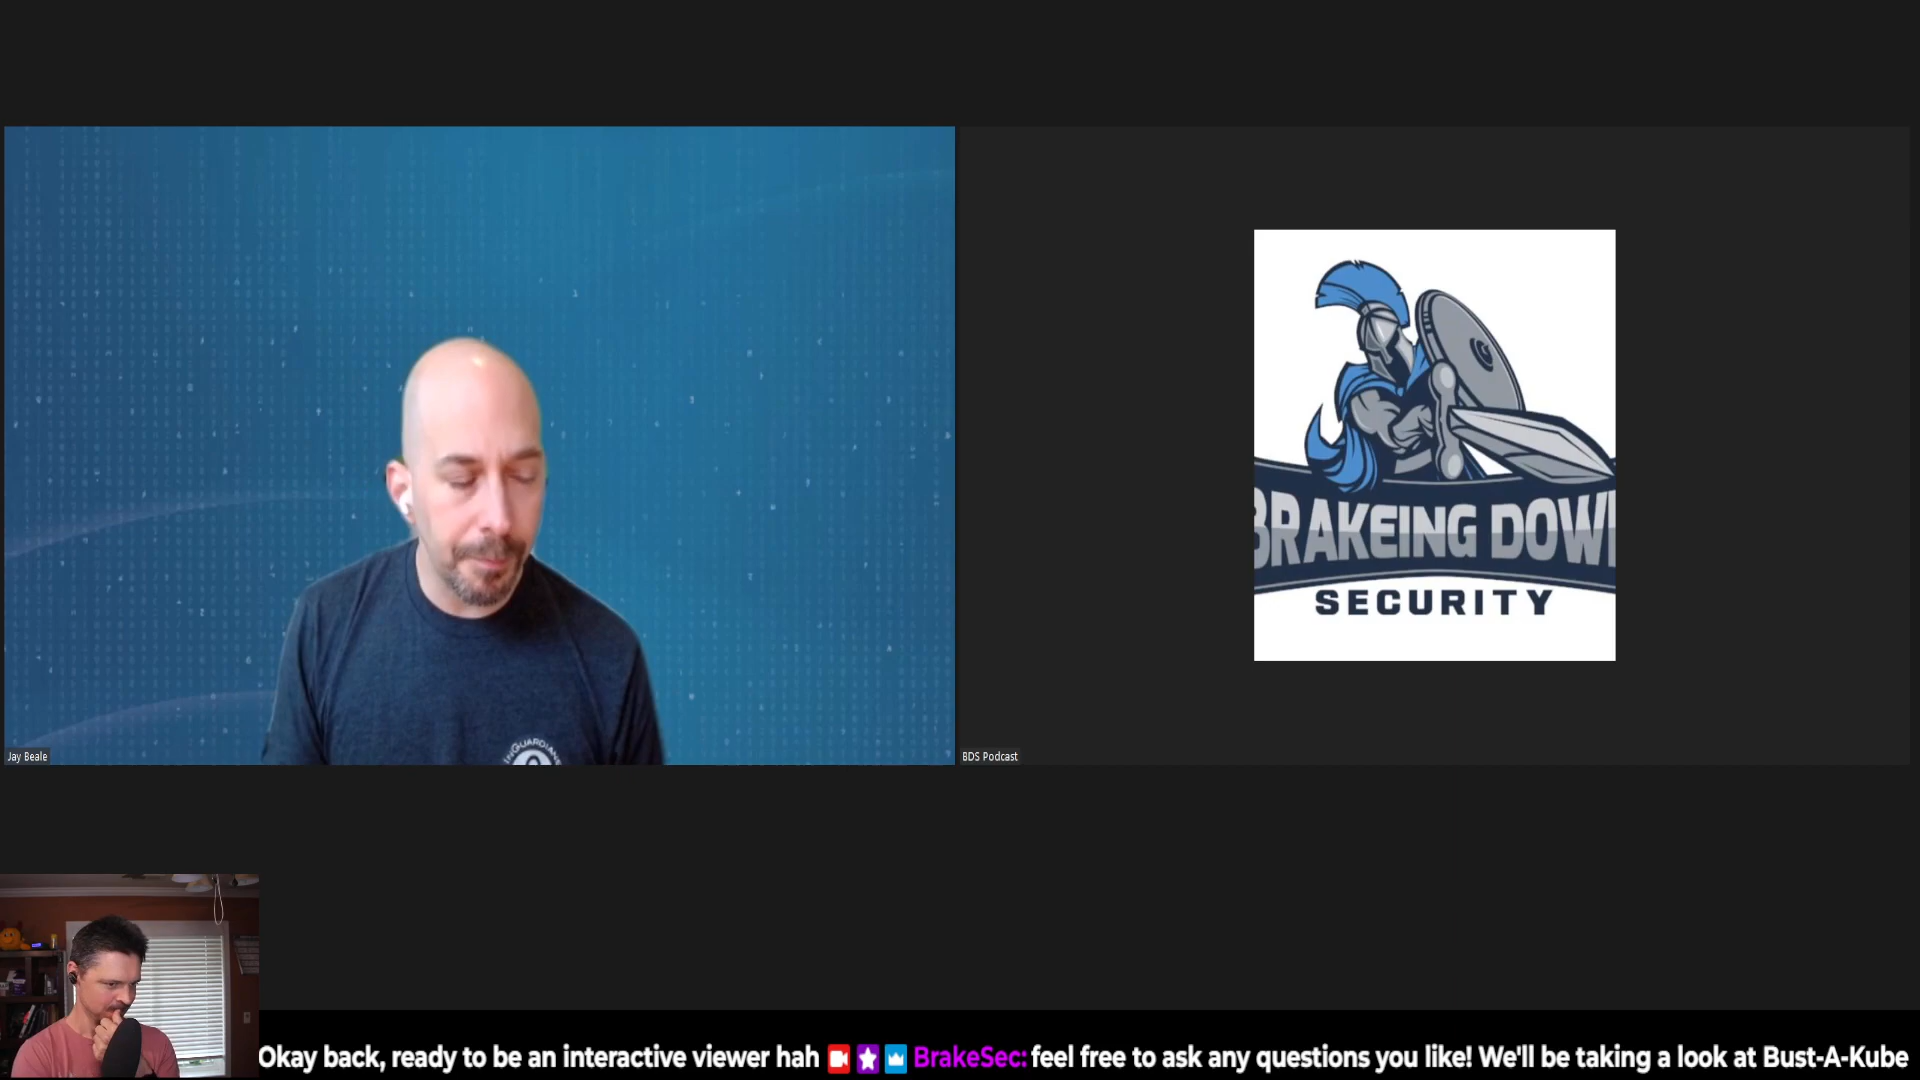 BRAKEING DOW
SECURITY
INGUARDIANS
Jay Beale
BDS Podcast
Okay back, ready to be an interactive viewer hah BrakeSec: feel free to ask any questions you like! We'll be taking a look at Bust-A-Kube